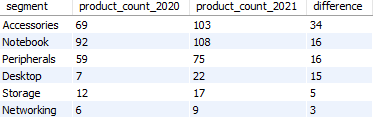 segment product_count_2020 product_count_2021 difference
Accessories 69 103 34
Notebook 92 108 16
Peripherals 59 75 16
Desktop 7 22 15
Storage 12 17 5
Networking 6 9 3